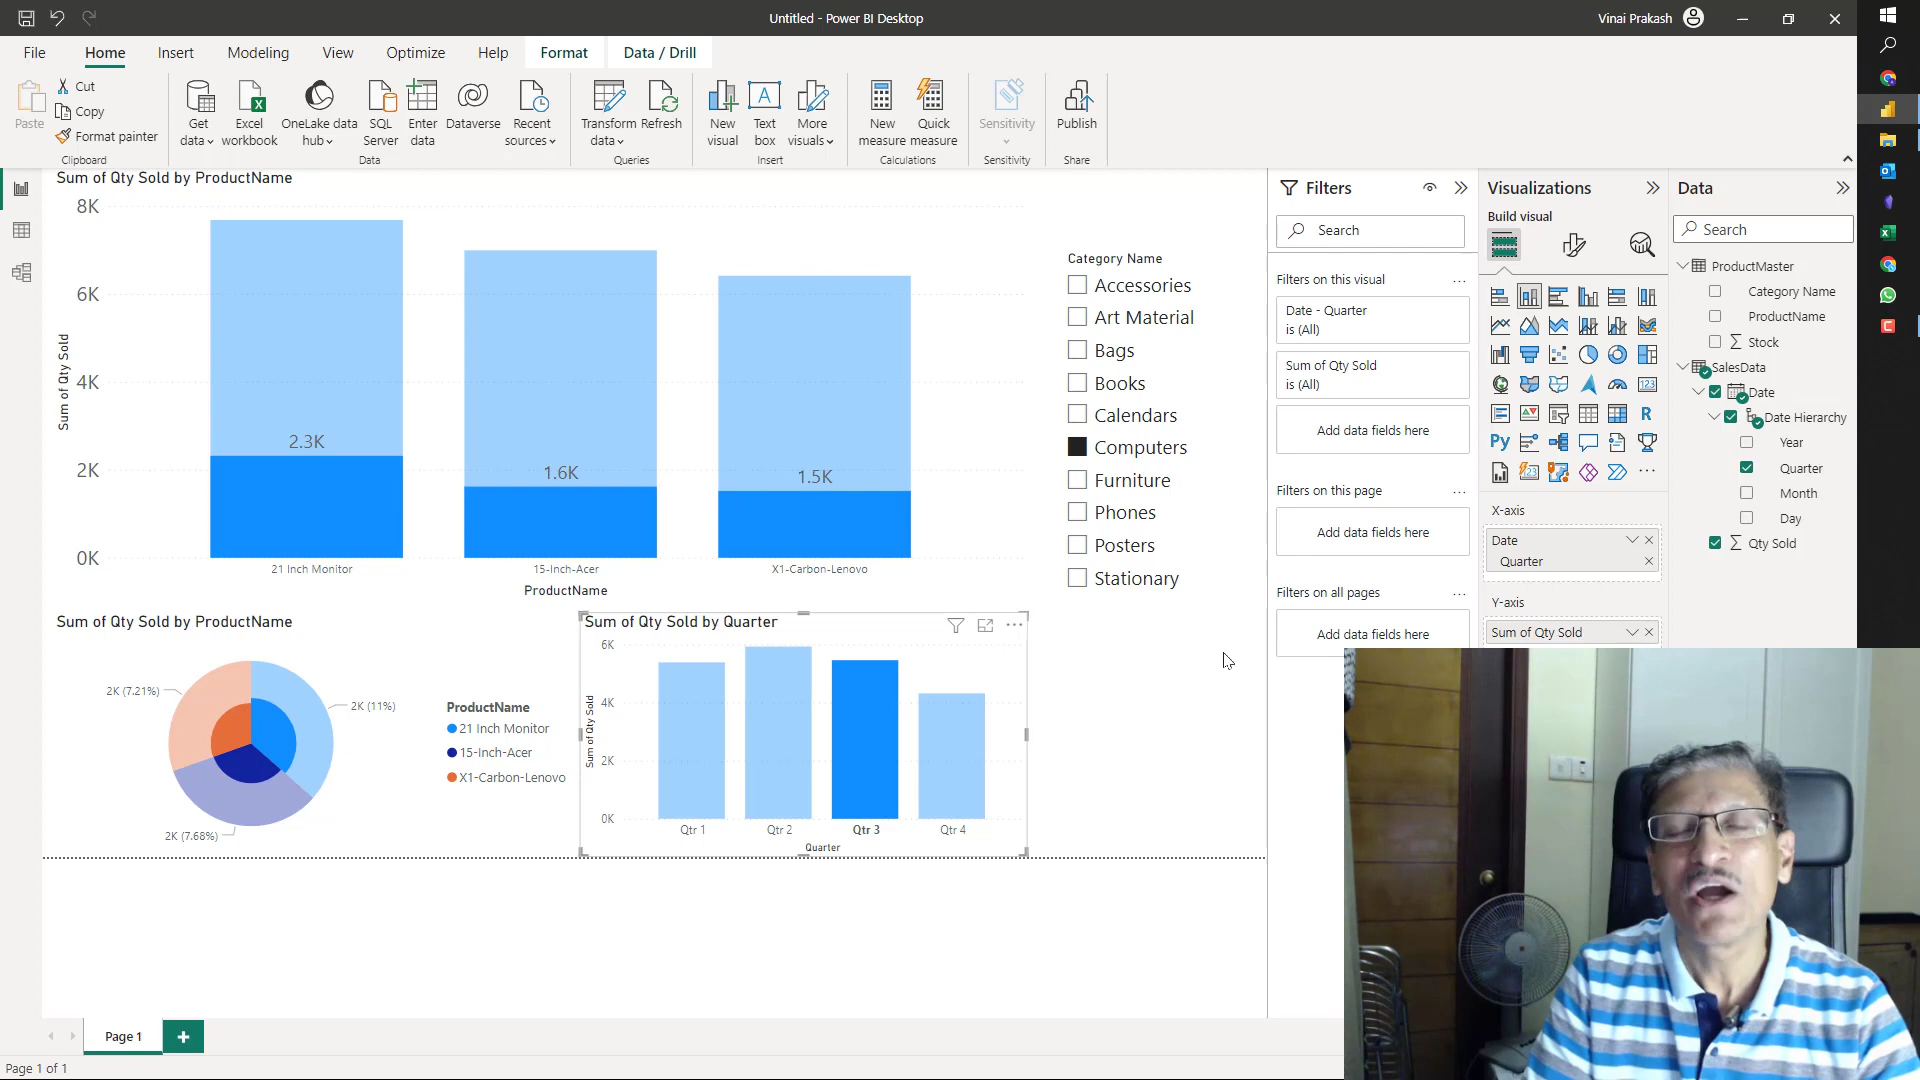 Untitled - Power BI Desktop
Vinai Prakash
File
Home
Insert
Modeling
View
Optimize
Help
Format
Data / Drill
Paste
Cut
Copy
Format painter
Clipboard
Get
data
Excel
workbook
OneLake data
hub
SQL
Server
Enter
data
Dataverse
Recent
sources
Data
Transform
data
Refresh
Queries
New
visual
Text
box
More
visuals
Insert
New
measure
Quick
measure
Calculations
Sensitivity
Sensitivity
Publish
Share
Sum of Qty Sold by ProductName
8K
6K
4K
2K
0K
Sum of Qty Sold
2.3K
1.6K
1.5K
21 Inch Monitor
15-Inch-Acer
X1-Carbon-Lenovo
ProductName
Category Name
Accessories
Art Material
Bags
Books
Calendars
Computers
Furniture
Phones
Posters
Stationary
Sum of Qty Sold by ProductName
2K (7.21%)
2K (11%)
2K (7.68%)
ProductName
21 Inch Monitor
15-Inch-Acer
X1-Carbon-Lenovo
Sum of Qty Sold by Quarter
6K
4K
2K
0K
Sum of Qty Sold
Qtr 1
Qtr 2
Qtr 3
Qtr 4
Quarter
Filters
Search
Filters on this visual
Date - Quarter
is (All)
Sum of Qty Sold
is (All)
Add data fields here
Filters on this page
Add data fields here
Filters on all pages
Add data fields here
Visualizations
Build visual
123
R
Py
123
X-axis
Date
Quarter
Y-axis
Sum of Qty Sold
Data
Search
ProductMaster
Category Name
ProductName
Stock
SalesData
Date
Date Hierarchy
Year
Quarter
Month
Day
Qty Sold
Page 1
Page 1 of 1